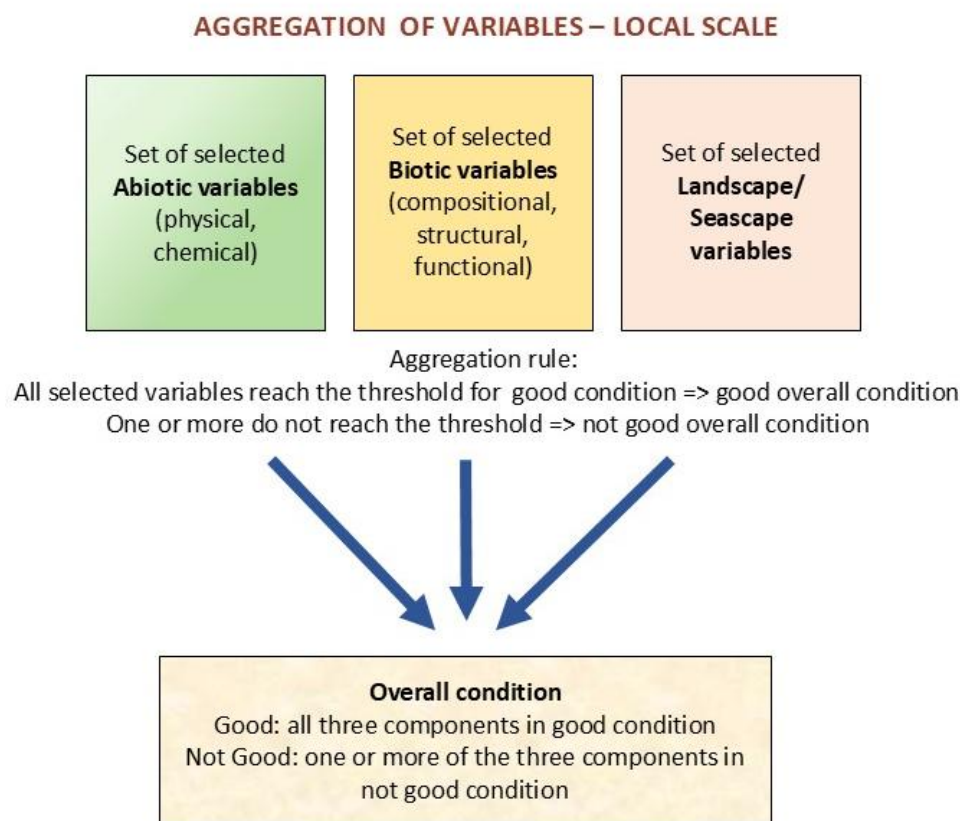 AGGREGATION OF VARIABLES – LOCAL SCALE
Set of selected
Abiotic variables
(physical,
chemical)
Set of selected
Biotic variables
(compositional,
structural,
functional)
Set of selected
Landscape/
Seascape
variables
Aggregation rule:
All selected variables reach the threshold for good condition => good overall condition
One or more do not reach the threshold => not good overall condition
Overall condition
Good: all three components in good condition
Not Good: one or more of the three components in
not good condition